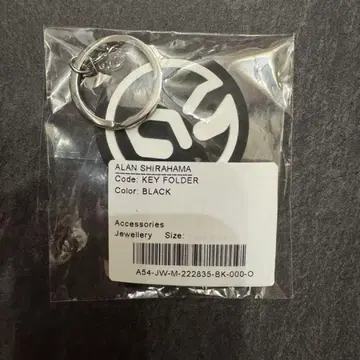 ALAN SHIRAHAMA
Code: KEY FOLDER
Color: BLACK
Accessories
Jewellery Size:
A54-JW-M-222835-BK-000-O